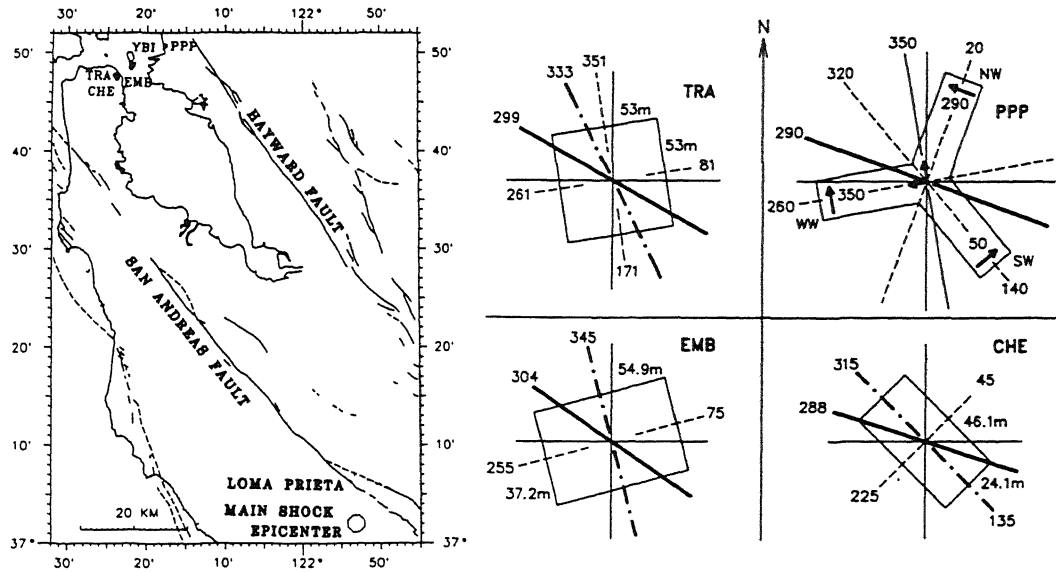 30' 20' 10' 122° 50'
50'
YBI PPP
TRA EMB
CHE
40'
30'
20'
10'
37°
HAYWARD FAULT
SAN ANDREAS FAULT
LOMA PRIETA
MAIN SHOCK
EPICENTER
20 KM
50'
40'
30'
20'
10'
37°
30' 20' 10' 122° 50'
N
TRA
351
333
299
53m
53m
81
261
171
PPP
350
20
NW
320
290
290
260
350
WW
50
SW
140
EMB
345
304
54.9m
75
255
37.2m
CHE
315
45
288
46.1m
24.1m
225
135